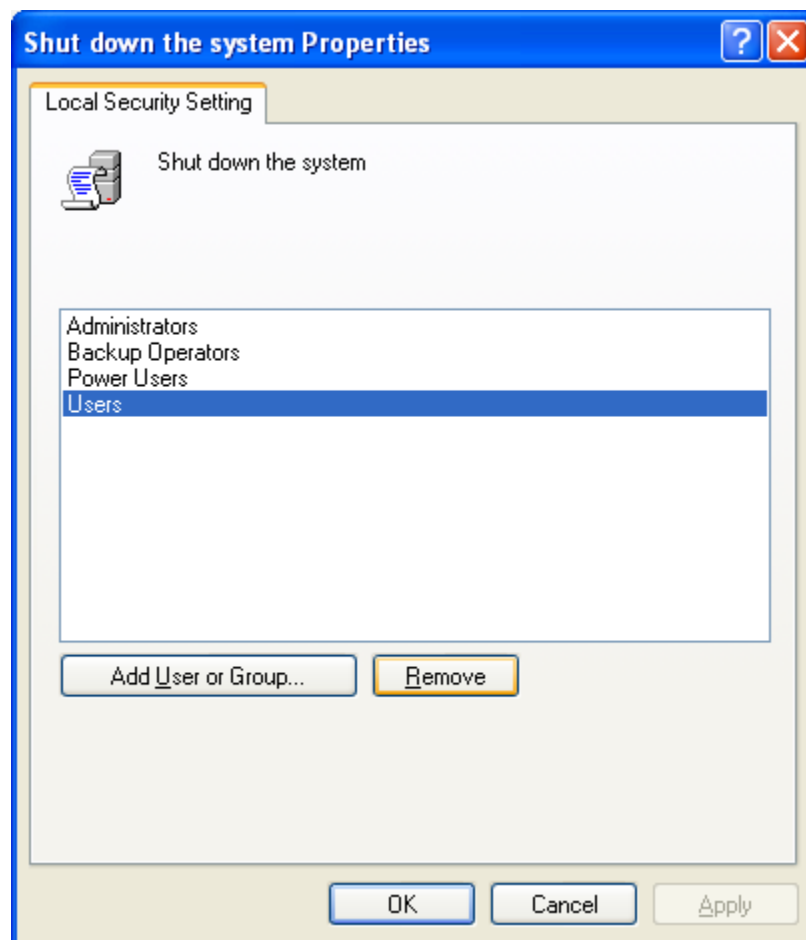 Shut down the system Properties
Local Security Setting
Shut down the system
Administrators
Backup Operators
Power Users
Users
Add User or Group... Remove
OK Cancel Apply